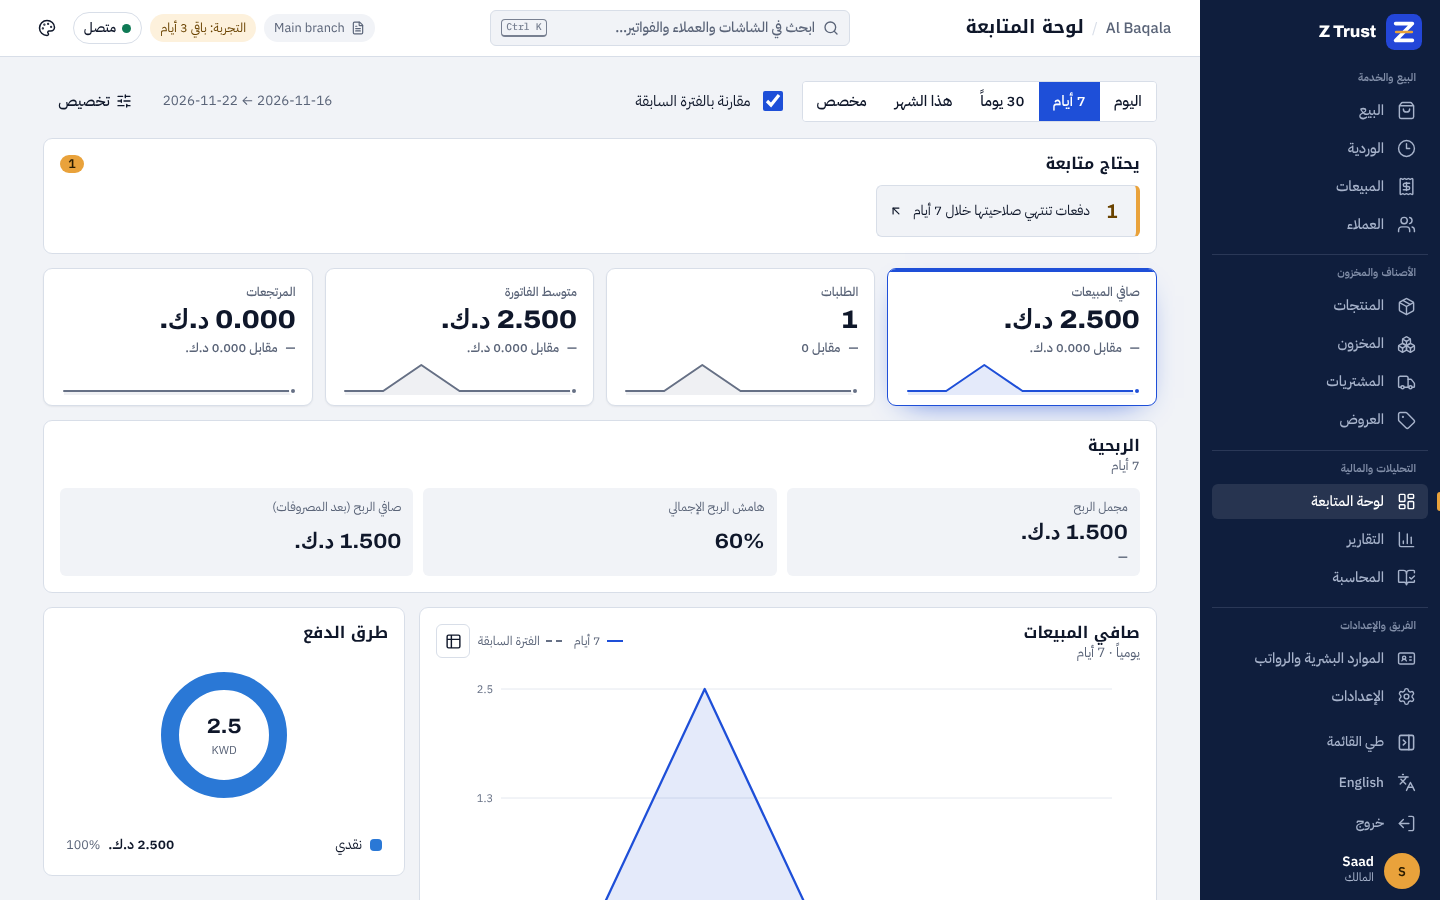 Z Trust
البيع والخدمة
البيع
الوردية
المبيعات
العملاء
الأصناف والمخزون
المنتجات
المخزون
المشتريات
العروض
التحليلات والمالية
لوحة المتابعة
التقارير
المحاسبة
الفريق والإعدادات
الموارد البشرية والرواتب
الإعدادات
طي القائمة
English
خروج
S
Saad
المالك
Al Baqala / لوحة المتابعة
ابحث في الشاشات والعملاء والفواتير...
Ctrl K
Main branch
التجربة: باقي 3 أيام
متصل
اليوم
7 أيام
30 يوماً
هذا الشهر
مخصص
مقارنة بالفترة السابقة
2026-11-22 ← 2026-11-16
تخصيص
يحتاج متابعة
1
1 دفعات تنتهي صلاحيتها خلال 7 أيام
صافي المبيعات
2.500 د.ك.
— مقابل 0.000 د.ك.
الطلبات
1
— مقابل 0
متوسط الفاتورة
2.500 د.ك.
— مقابل 0.000 د.ك.
المرتجعات
0.000 د.ك.
— مقابل 0.000 د.ك.
الربحية
7 أيام
مجمل الربح
1.500 د.ك.
—
هامش الربح الإجمالي
60%
صافي الربح (بعد المصروفات)
1.500 د.ك.
صافي المبيعات
يومياً · 7 أيام
7 أيام
الفترة السابقة
2.5
1.3
طرق الدفع
2.5
KWD
نقدي
2.500 د.ك.
100%